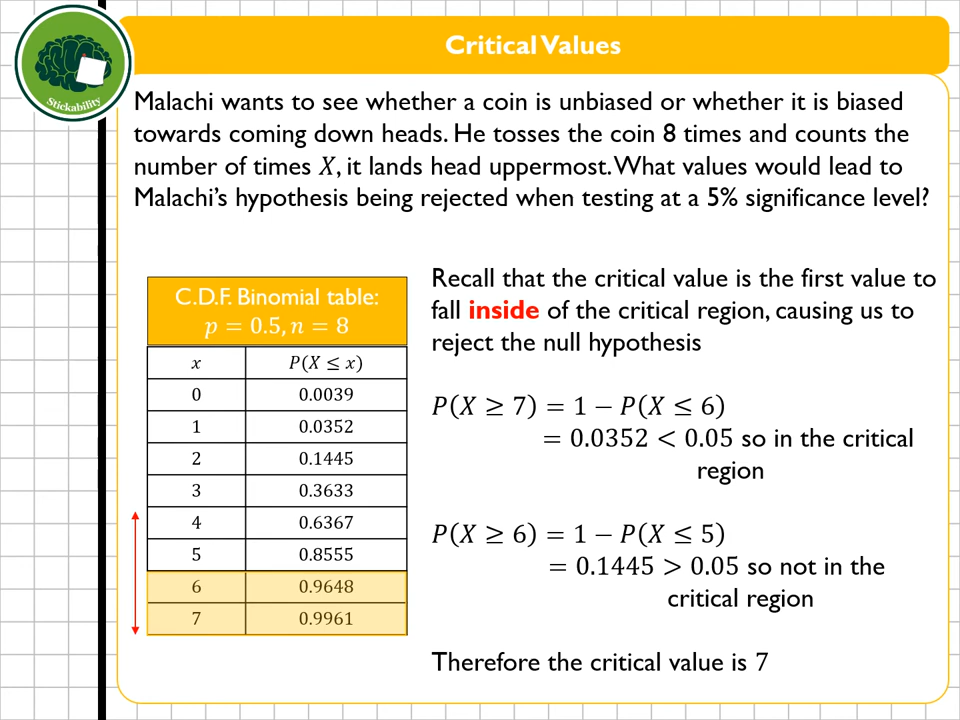 Critical Values
Stickability
Malachi wants to see whether a coin is unbiased or whether it is biased
towards coming down heads. He tosses the coin 8 times and counts the
number of times X, it lands head uppermost. What values would lead to
Malachi's hypothesis being rejected when testing at a 5% significance level?
C.D.F. Binomial table:
p = 0.5, n = 8
x P(X ≤ x)
0 0.0039
1 0.0352
2 0.1445
3 0.3633
4 0.6367
5 0.8555
6 0.9648
7 0.9961
Recall that the critical value is the first value to
fall inside of the critical region, causing us to
reject the null hypothesis
P(X ≥ 7) = 1 − P(X ≤ 6)
= 0.0352 < 0.05 so in the critical
region
P(X ≥ 6) = 1 − P(X ≤ 5)
= 0.1445 > 0.05 so not in the
critical region
Therefore the critical value is 7